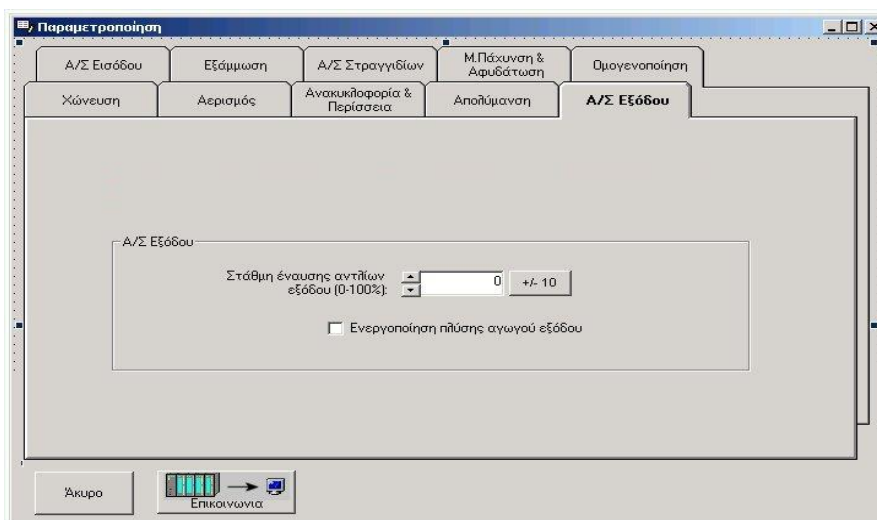 Παραμετροποίηση
Α/Σ Εισόδου
Εξάμμωση
Α/Σ Στραγγιδίων
Μ.Πάχυνση &
Αφυδάτωση
Ομογενοποίηση
Χώνευση
Αερισμός
Ανακυκλοφορία &
Περίσσεια
Απολύμανση
Α/Σ Εξόδου
Α/Σ Εξόδου
Στάθμη έναυσης αντλίων
εξόδου (0-100%):
0
+/- 10
Ενεργοποίηση πλύσης αγωγού εξόδου
Άκυρο
Επικοινωνία